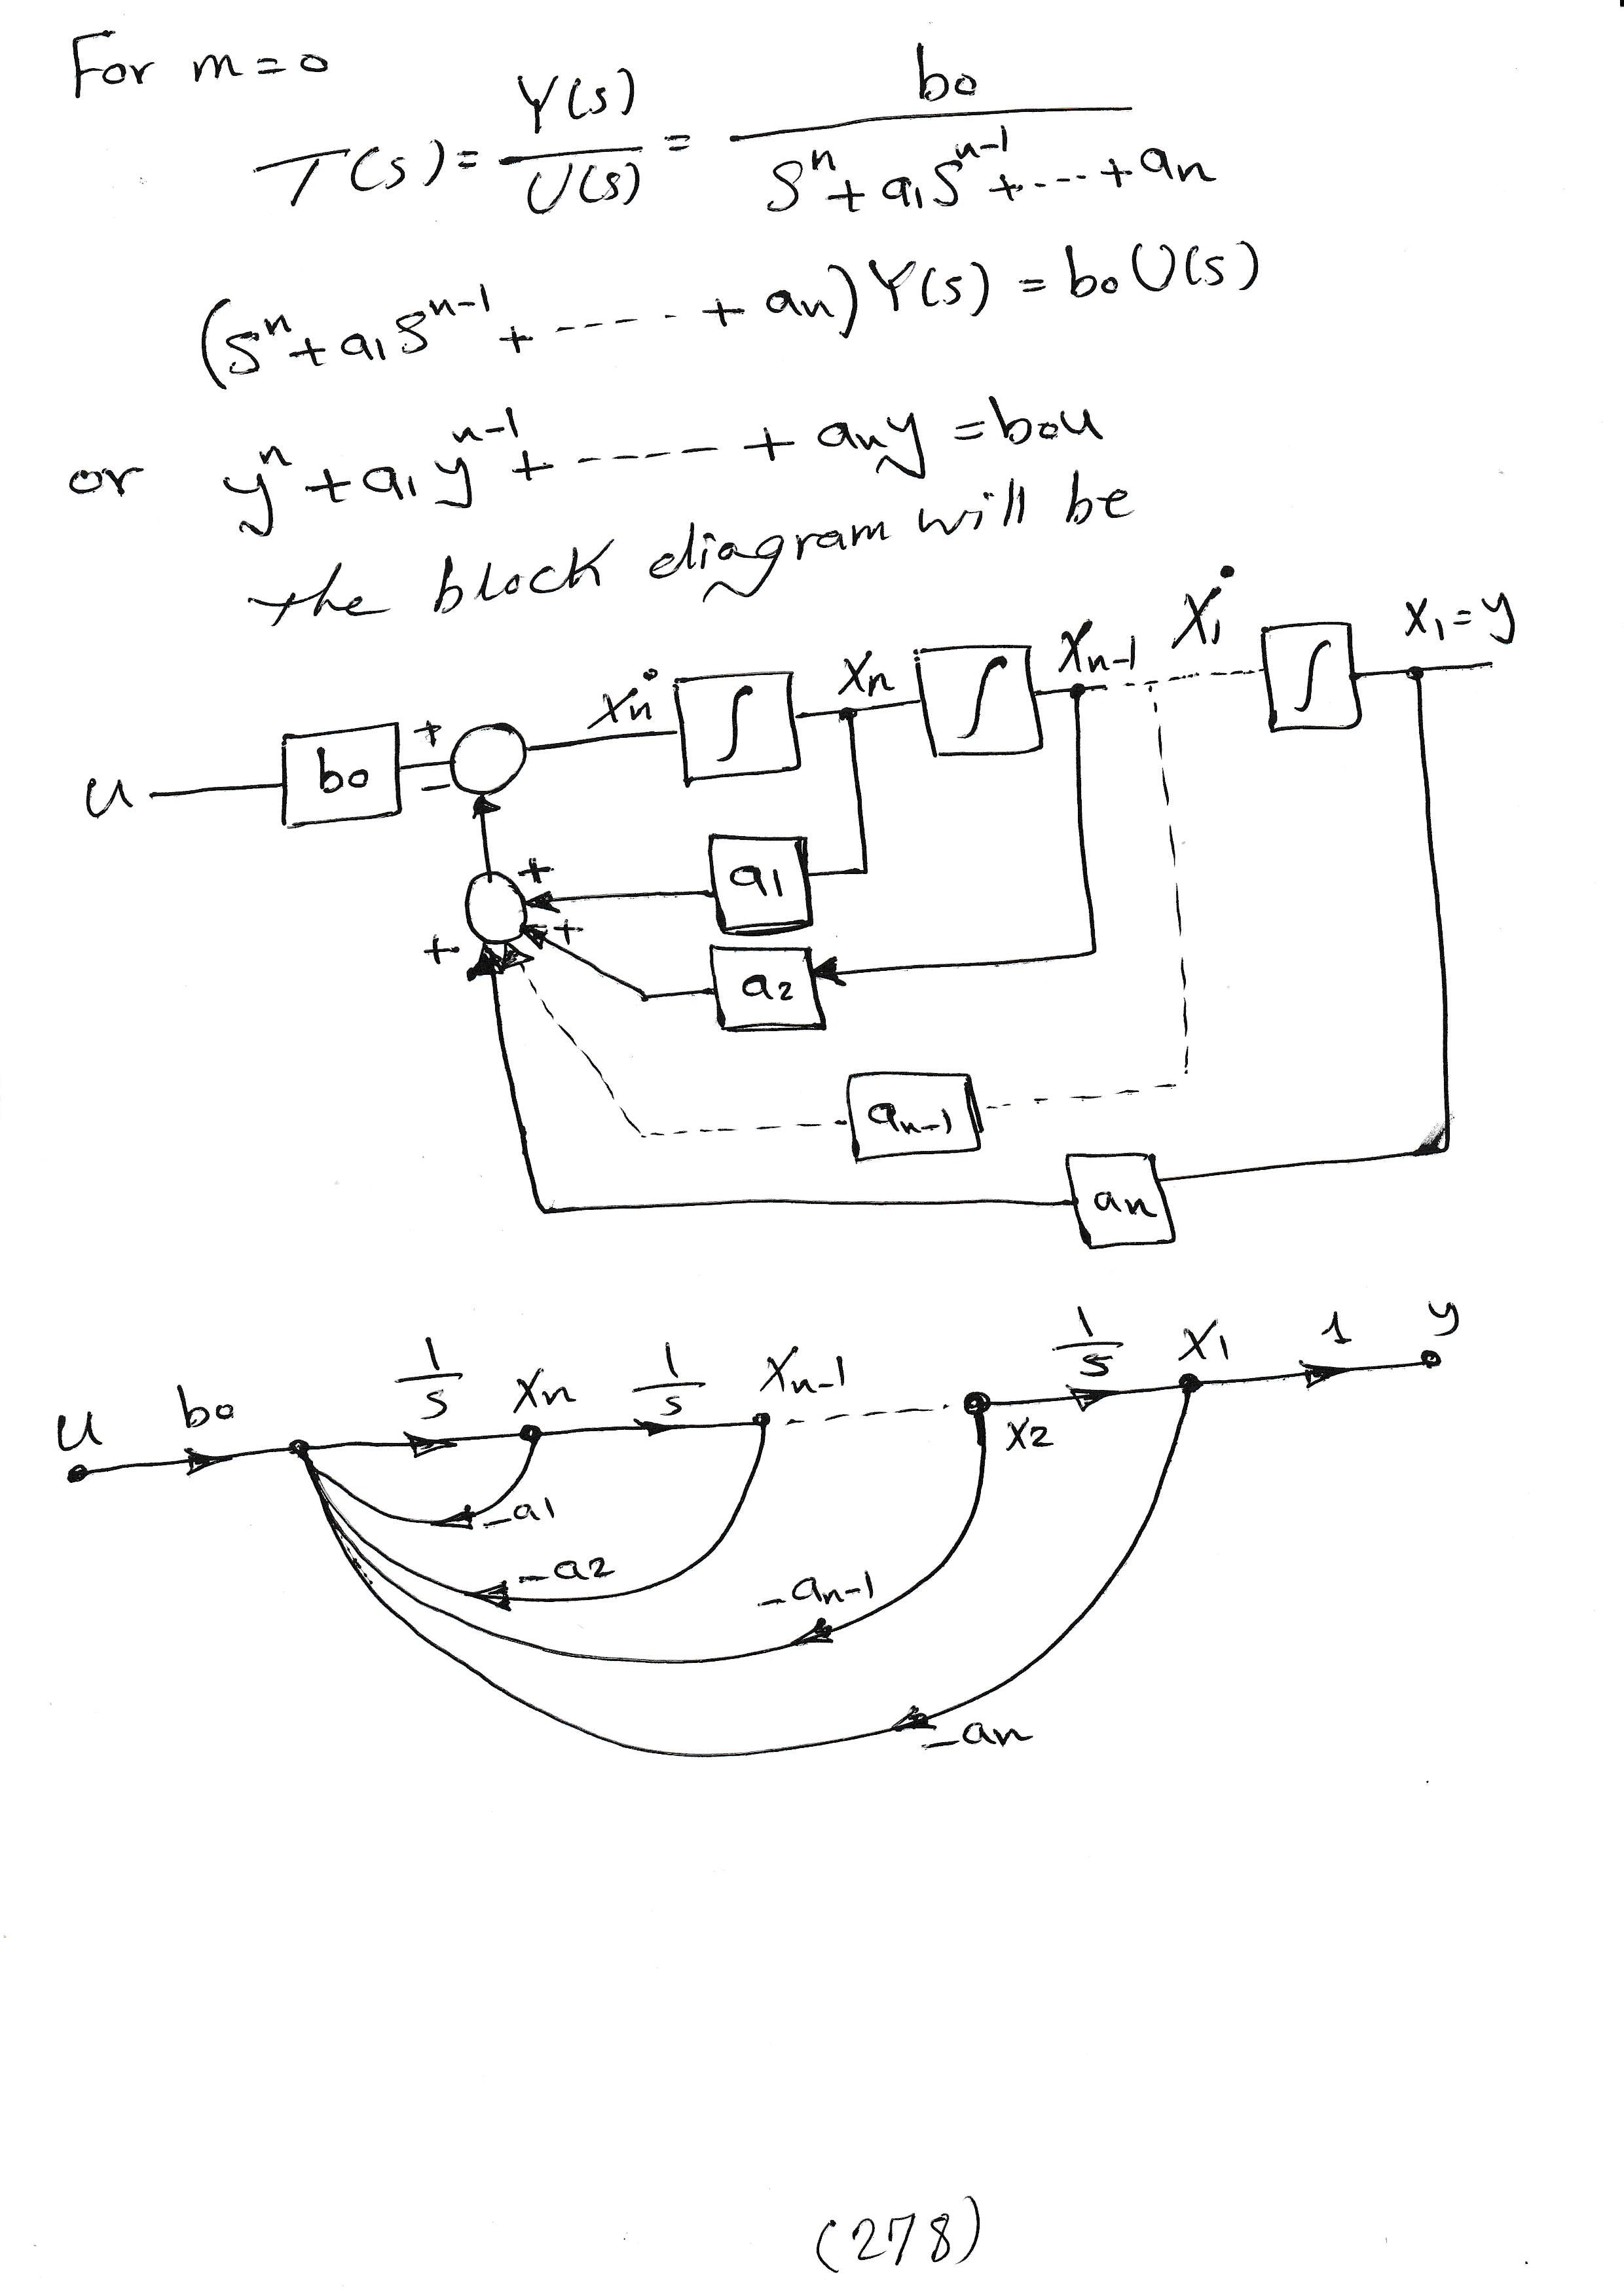 For m=0
T(s) = Y(s)/U(s) = b0 / (S^n + a1 S^n-1 + ---- + an)
(S^n + a1 S^n-1 + ------ + an) Y(s) = b0 U(s)
or y^n + a1 y^n-1 + ----- + an y = b0 u
the block diagram will be
u
b0
+
−
Ẋn
∫
Xn
∫
Xn-1
Ẋ1
∫
X1=y
+
a1
+
a2
+
an-1
an
u
b0
1/s
Xn
1/s
Xn-1
X2
1/s
X1
1
y
-a1
-a2
-an-1
-an
(278)